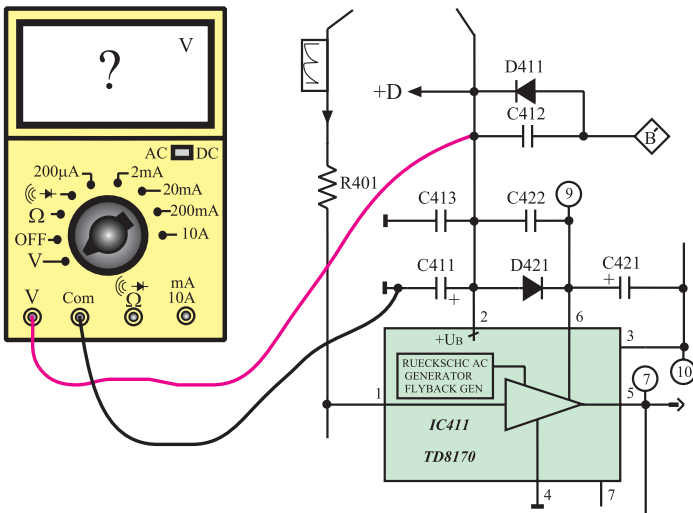 V
?
AC DC
200µA
2mA
20mA
200mA
10A
Ω
OFF
V
V
Com
Ω
mA
10A
+D
D411
C412
B'
R401
C413
C422
9
C411
+
D421
C421
+
2
6
+UB
3
10
RUECKSCHC AC
GENERATOR
FLYBACK GEN
1
5
7
IC411
TD8170
4
7